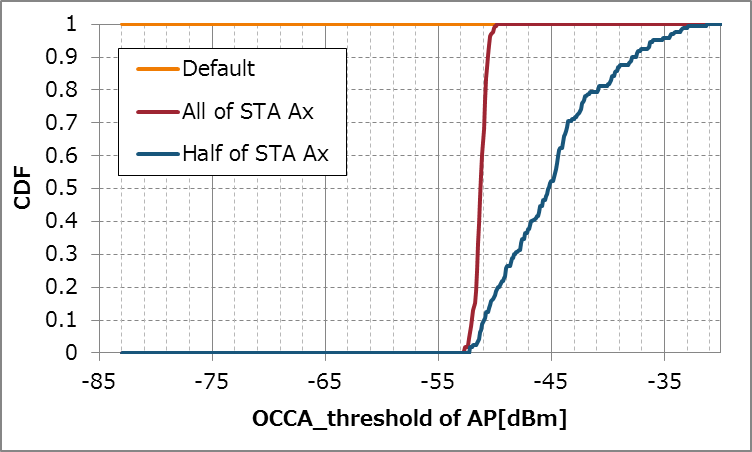 1
0.9
0.8
0.7
0.6
0.5
0.4
0.3
0.2
0.1
0
CDF
Default
All of STA Ax
Half of STA Ax
-85 -75 -65 -55 -45 -35
OCCA_threshold of AP[dBm]